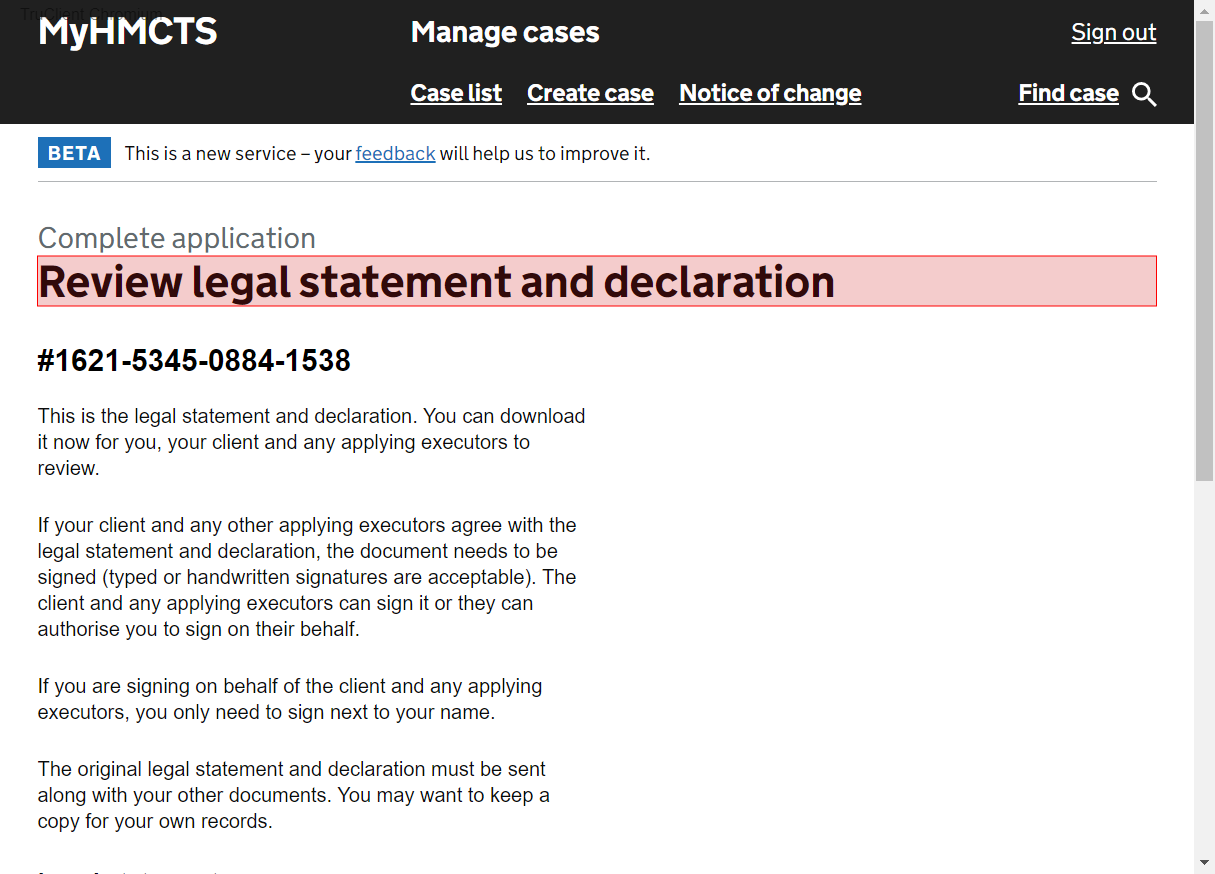 TruClient Chromium
MyHMCTS
Manage cases
Sign out
Case list
Create case
Notice of change
Find case
BETA
This is a new service – your feedback will help us to improve it.
Complete application
Review legal statement and declaration
#1621-5345-0884-1538
This is the legal statement and declaration. You can download
it now for you, your client and any applying executors to
review.
If your client and any other applying executors agree with the
legal statement and declaration, the document needs to be
signed (typed or handwritten signatures are acceptable). The
client and any applying executors can sign it or they can
authorise you to sign on their behalf.
If you are signing on behalf of the client and any applying
executors, you only need to sign next to your name.
The original legal statement and declaration must be sent
along with your other documents. You may want to keep a
copy for your own records.